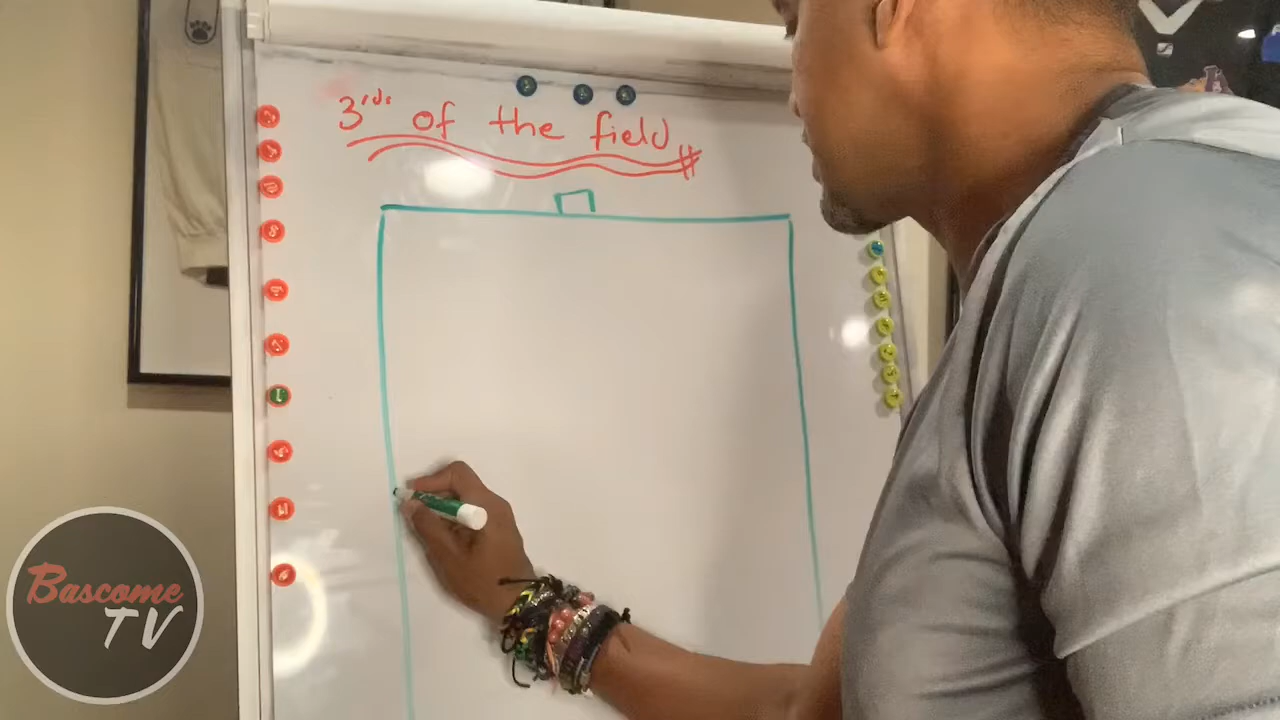 3rds of the field
Bascome
TV